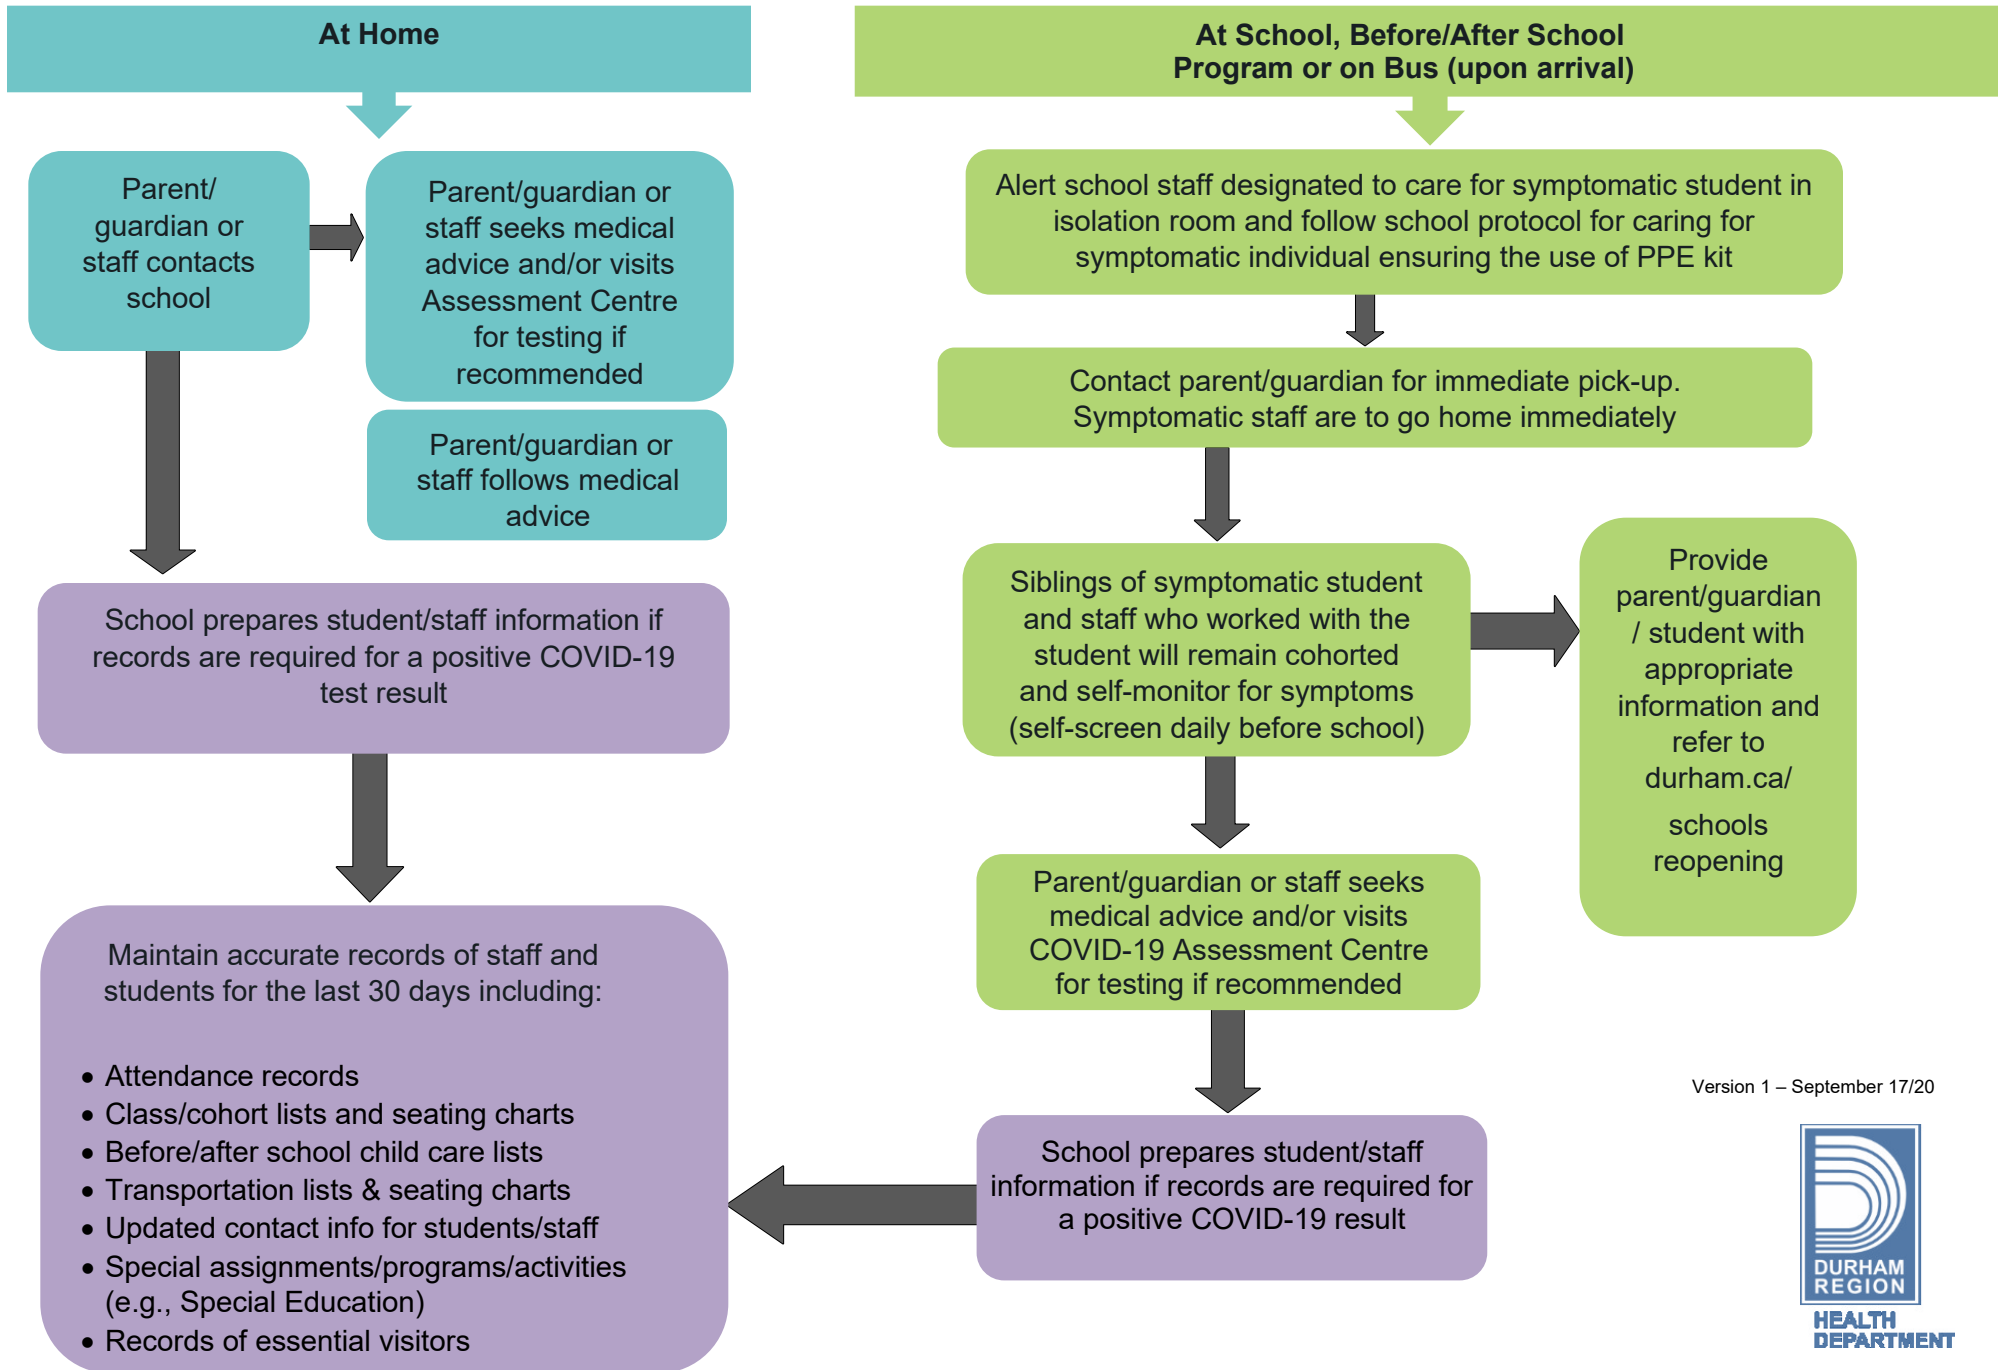 At Home
Parent/
guardian or
staff contacts
school
Parent/guardian or
staff seeks medical
advice and/or visits
Assessment Centre
for testing if
recommended
Parent/guardian or
staff follows medical
advice
School prepares student/staff information if
records are required for a positive COVID-19
test result
Maintain accurate records of staff and
students for the last 30 days including:
• Attendance records
• Class/cohort lists and seating charts
• Before/after school child care lists
• Transportation lists & seating charts
• Updated contact info for students/staff
• Special assignments/programs/activities
(e.g., Special Education)
• Records of essential visitors
At School, Before/After School
Program or on Bus (upon arrival)
Alert school staff designated to care for symptomatic student in
isolation room and follow school protocol for caring for
symptomatic individual ensuring the use of PPE kit
Contact parent/guardian for immediate pick-up.
Symptomatic staff are to go home immediately
Siblings of symptomatic student
and staff who worked with the
student will remain cohorted
and self-monitor for symptoms
(self-screen daily before school)
Provide
parent/guardian
/ student with
appropriate
information and
refer to
durham.ca/
schools
reopening
Parent/guardian or staff seeks
medical advice and/or visits
COVID-19 Assessment Centre
for testing if recommended
School prepares student/staff
information if records are required for
a positive COVID-19 result
Version 1 – September 17/20
DURHAM
REGION
HEALTH
DEPARTMENT